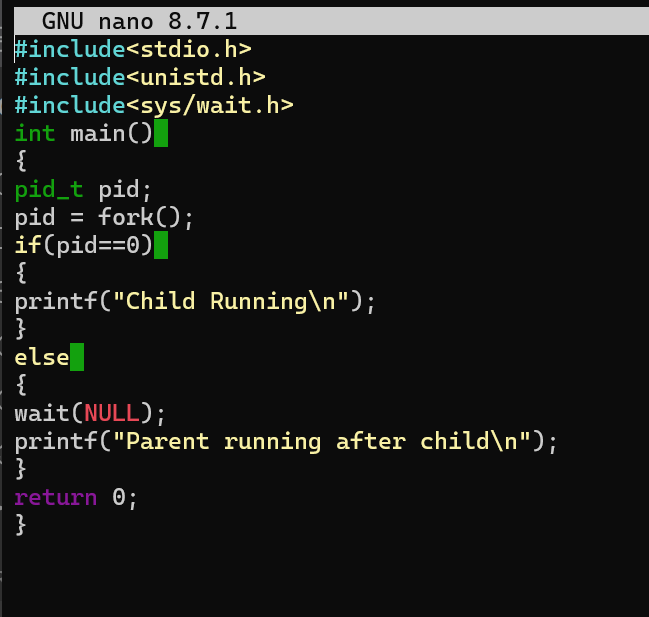 GNU nano 8.7.1
#include<stdio.h>
#include<unistd.h>
#include<sys/wait.h>
int main()
{
pid_t pid;
pid = fork();
if(pid==0)
{
printf("Child Running\n");
}
else
{
wait(NULL);
printf("Parent running after child\n");
}
return 0;
}